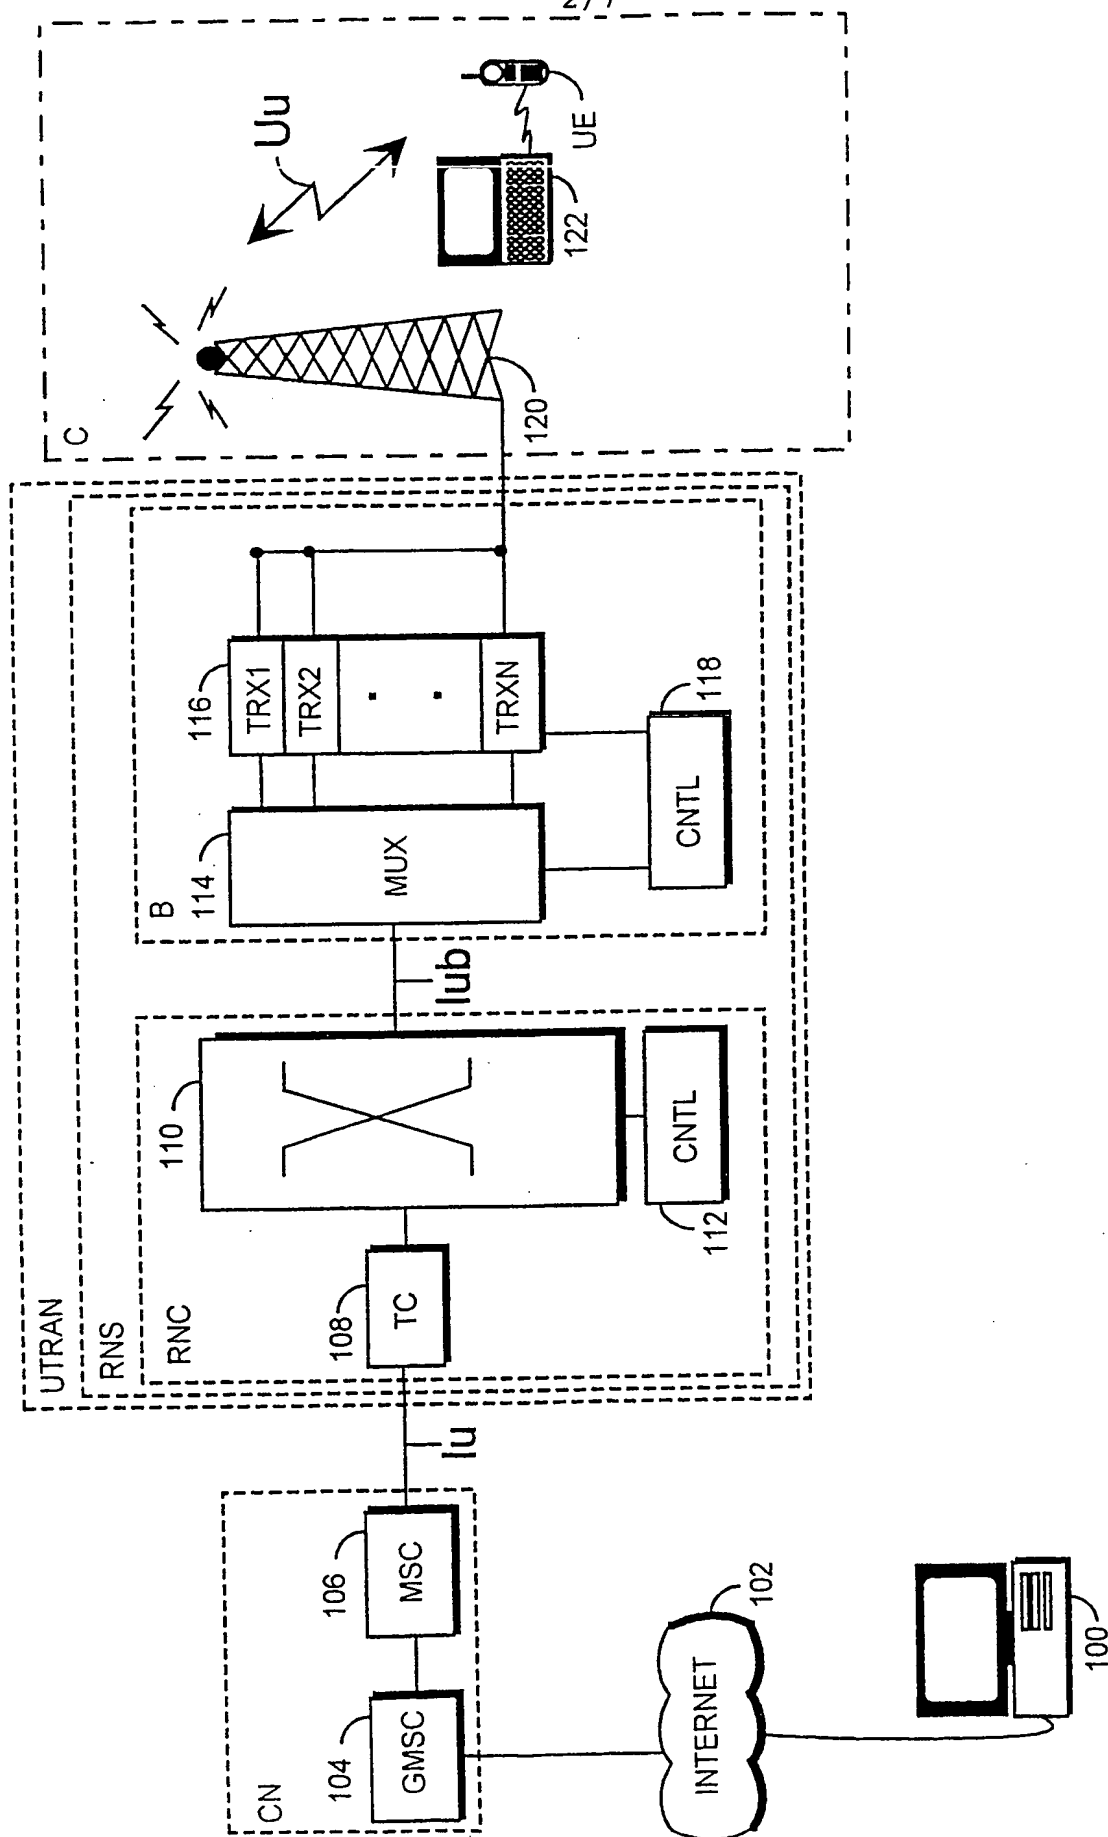 2/7
UTRAN
RNS
RNC
B
C
CN
Uu
UE
122
120
116
TRX1
TRX2
TRXN
118
CNTL
114
MUX
Iub
110
CNTL
112
108
TC
Iu
106
MSC
104
GMSC
102
INTERNET
100